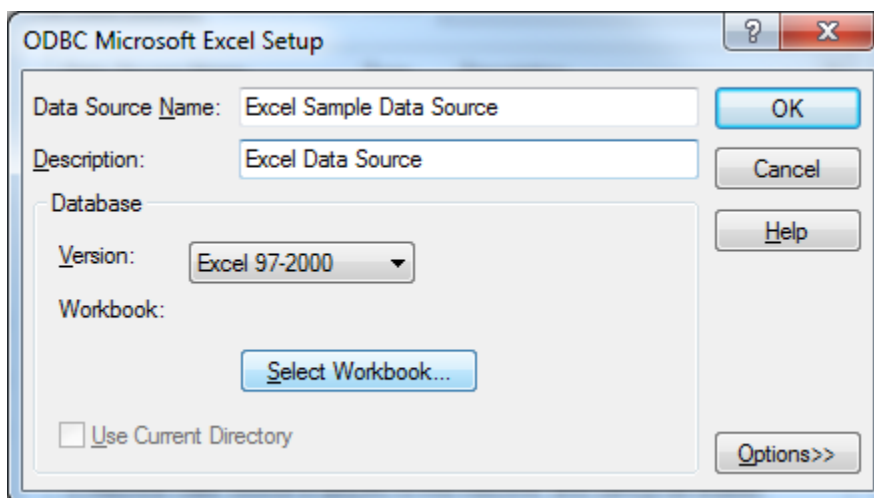 ODBC Microsoft Excel Setup
Data Source Name: Excel Sample Data Source
OK
Description: Excel Data Source
Cancel
Database
Help
Version: Excel 97-2000
Workbook:
Select Workbook...
Use Current Directory
Options>>